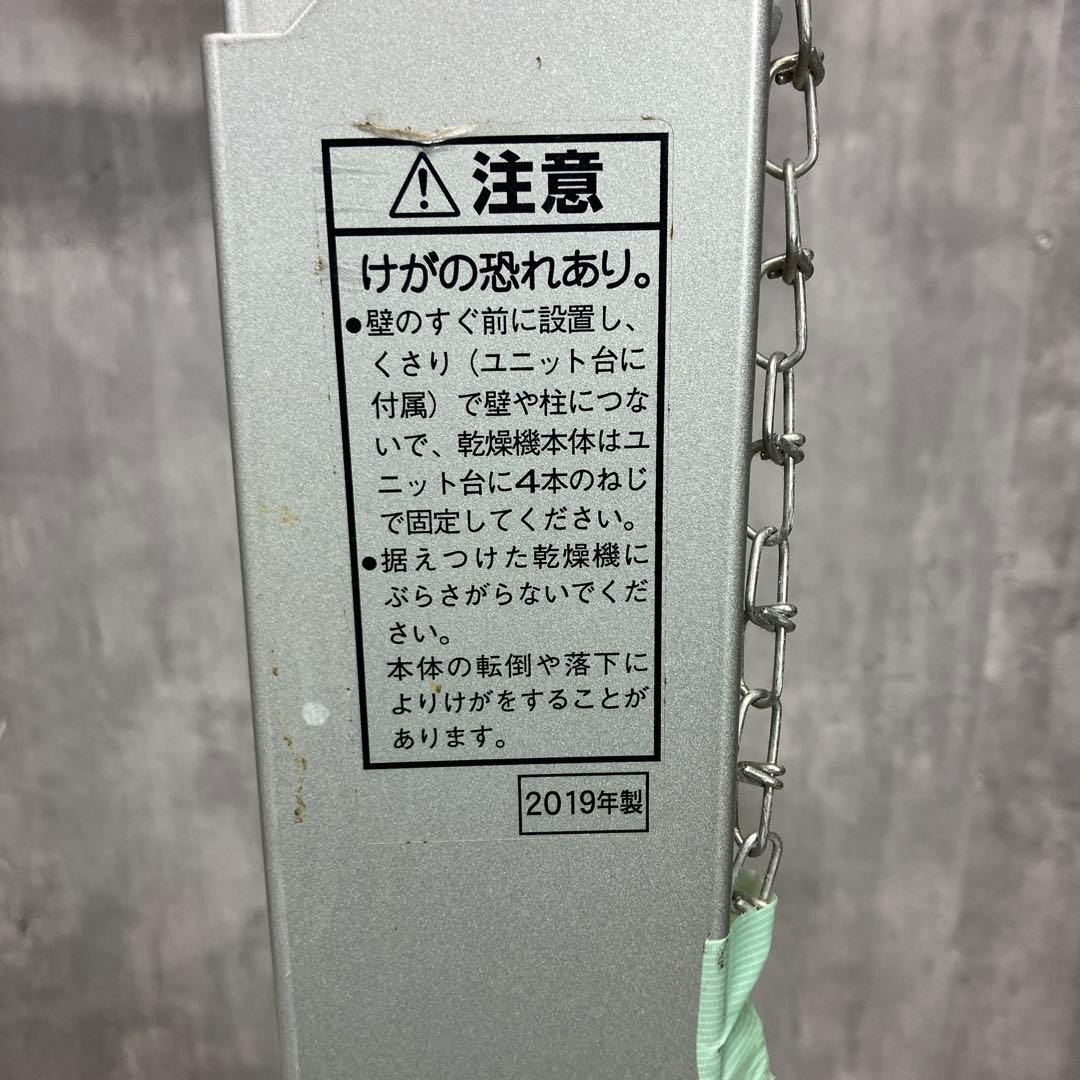 注意
けがの恐れあり。
●壁のすぐ前に設置し、
くさり（ユニット台に
付属）で壁や柱につな
いで、乾燥機本体はユ
ニット台に4本のねじ
で固定してください。
●据えつけた乾燥機に
ぶらさがらないでくだ
さい。
本体の転倒や落下に
よりけがをすることが
あります。
2019年製